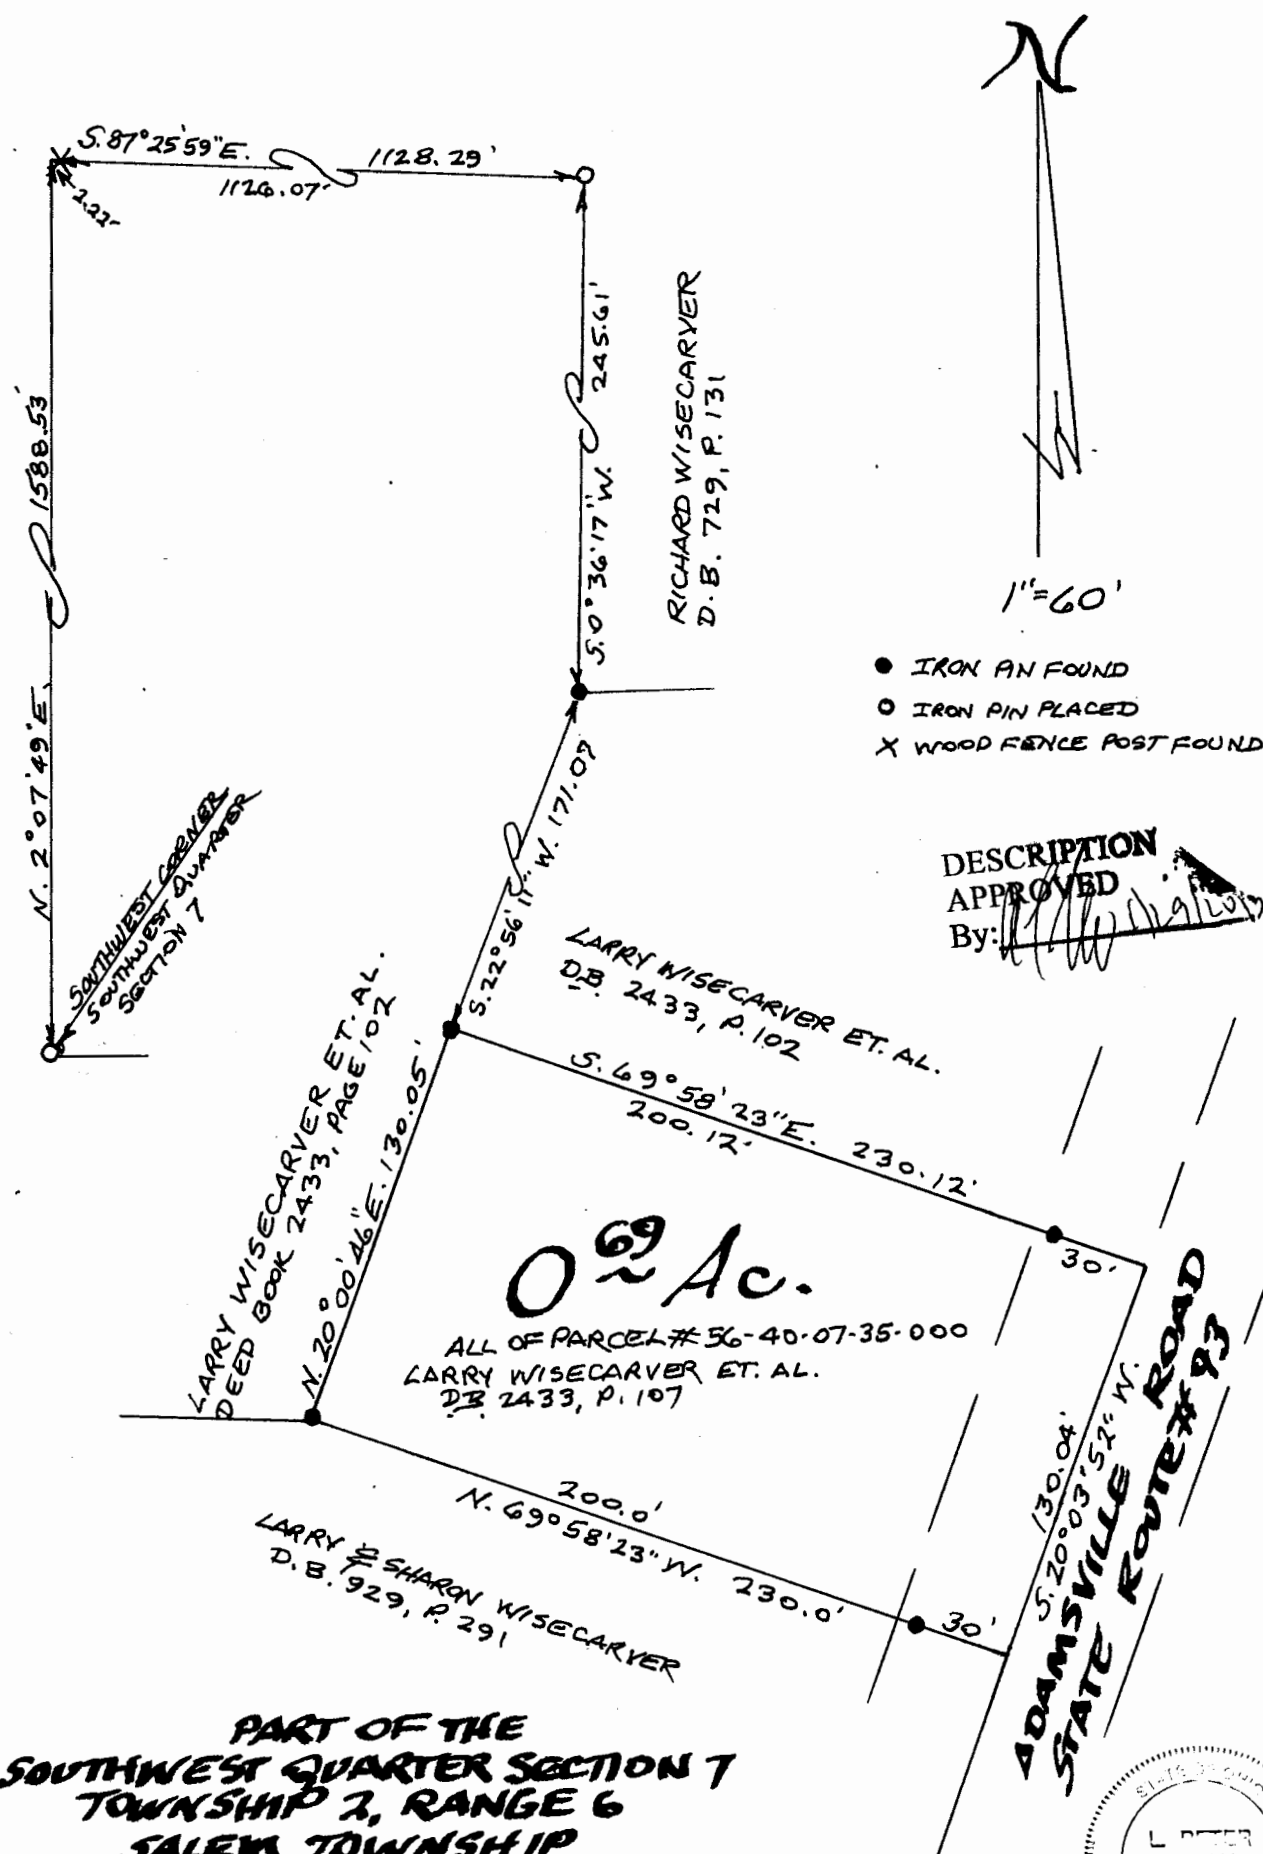 N
S. 87° 25' 59" E. 1128.29'
1126.07'
2.22'
245.61'
S. 0° 36' 17" W.
RICHARD WISECARVER
D.B. 729, P. 131
1588.53'
N. 2° 07' 49" E.
1"=60'
● IRON PIN FOUND
○ IRON PIN PLACED
X WOOD FENCE POST FOUND
SOUTHWEST CORNER
SOUTHWEST QUARTER
SECTION 7
S. 22° 56' 11" W. 171.07
DESCRIPTION
APPROVED
By:
LARRY WISECARVER ET. AL.
D.B. 2433, P. 102
LARRY WISECARVER ET. AL.
DEED BOOK 2433, PAGE 102
N. 20° 00' 46" E. 130.05'
S. 69° 58' 23" E. 230.12'
200.12'
30'
0 69 Ac.
ALL OF PARCEL # 56-40-07-35-000
LARRY WISECARVER ET. AL.
D.B. 2433, P. 107
130.04'
S. 20° 03' 52" W.
ADAMSVILLE ROAD
STATE ROUTE # 93
200.0'
N. 69° 58' 23" W. 230.0'
30'
LARRY & SHARON WISECARVER
D.B. 929, P. 291
PART OF THE
SOUTHWEST QUARTER SECTION 7
TOWNSHIP 2, RANGE 6
SALEM TOWNSHIP
STATE OF OHIO
L. PETER